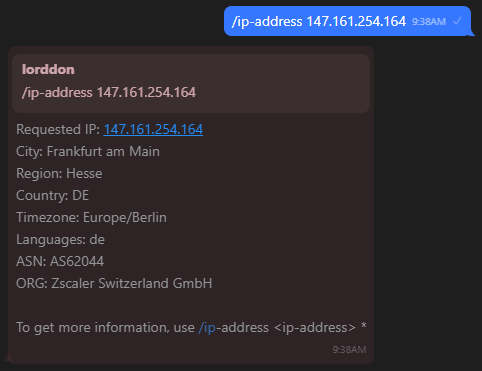 /ip-address 147.161.254.164 9:38AM
lorddon
/ip-address 147.161.254.164
Requested IP: 147.161.254.164
City: Frankfurt am Main
Region: Hesse
Country: DE
Timezone: Europe/Berlin
Languages: de
ASN: AS62044
ORG: Zscaler Switzerland GmbH
To get more information, use /ip-address <ip-address> *
9:38AM